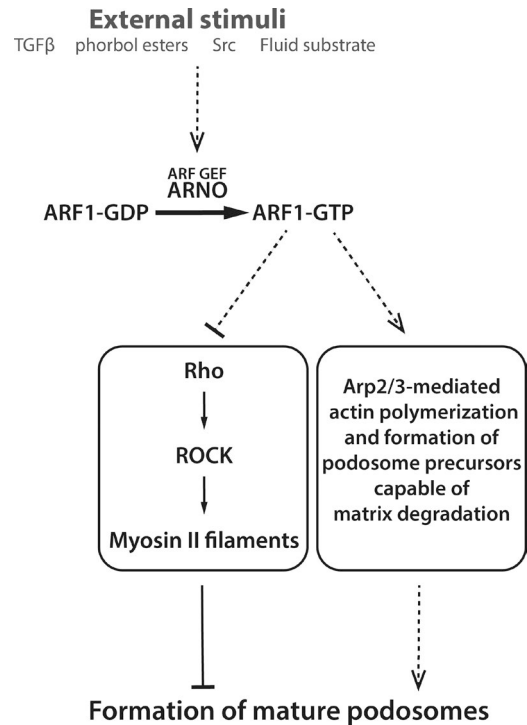 External stimuli
TGFβ phorbol esters Src Fluid substrate
ARF GEF
ARNO
ARF1-GDP ARF1-GTP
Rho
ROCK
Myosin II filaments
Arp2/3-mediated
actin polymerization
and formation of
podosome precursors
capable of
matrix degradation
Formation of mature podosomes